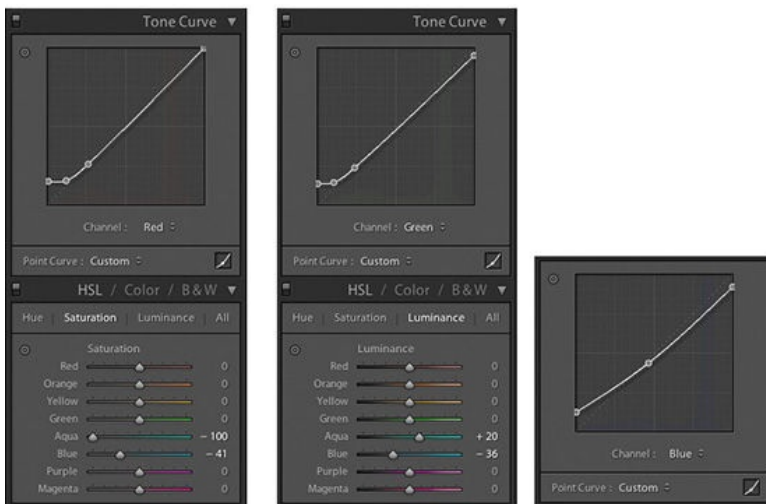 Tone Curve
Channel : Red
Point Curve : Custom
HSL / Color / B&W
Hue | Saturation | Luminance | All
Saturation
Red 0
Orange 0
Yellow 0
Green 0
Aqua – 100
Blue – 41
Purple 0
Magenta 0
Tone Curve
Channel : Green
Point Curve : Custom
HSL / Color / B&W
Hue | Saturation | Luminance | All
Luminance
Red 0
Orange 0
Yellow 0
Green 0
Aqua + 20
Blue – 36
Purple 0
Magenta 0
Channel : Blue
Point Curve : Custom